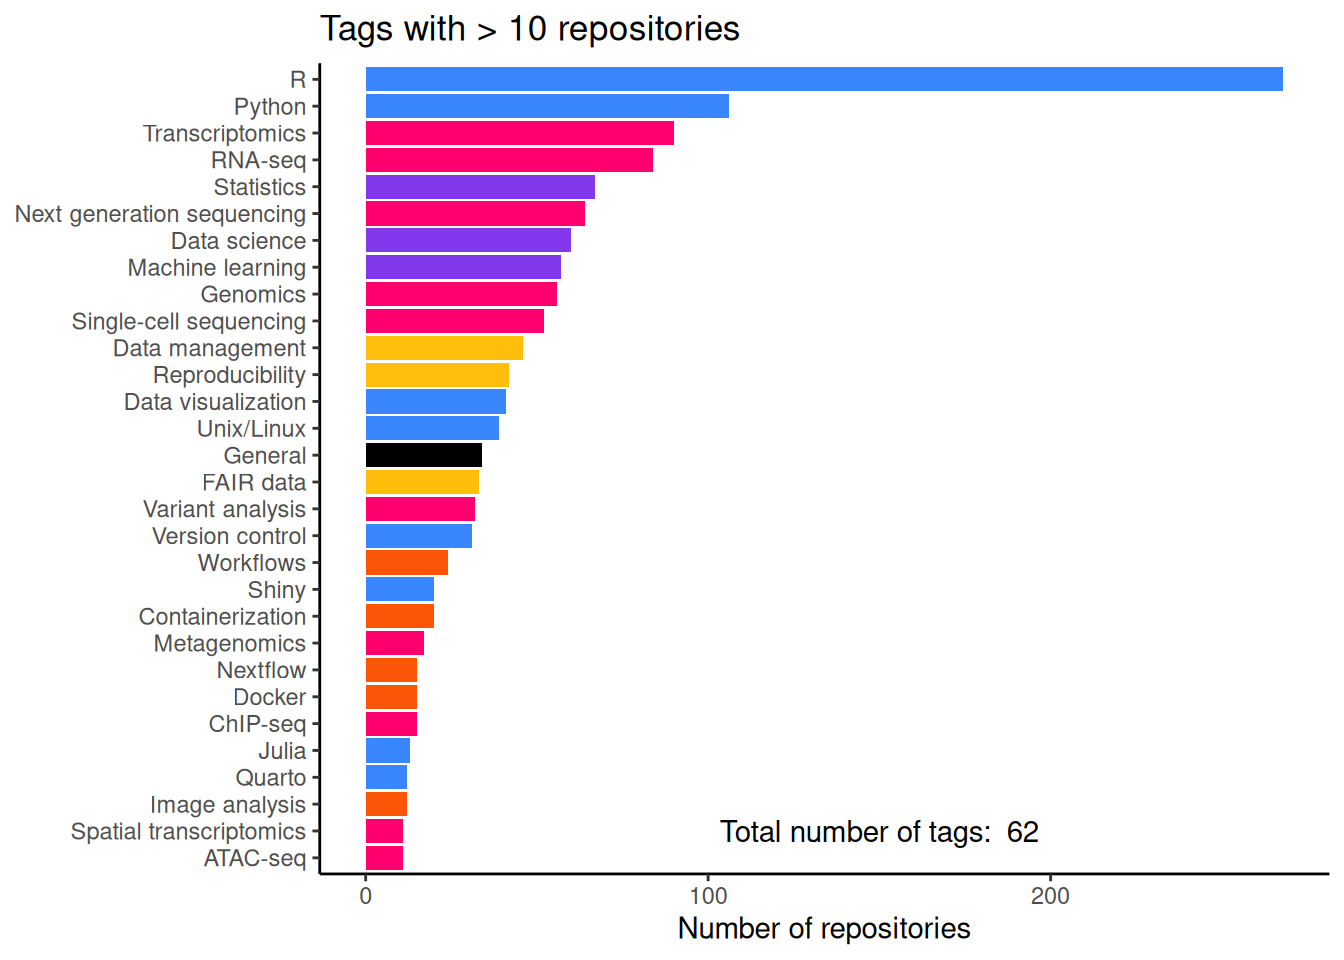 Tags with > 10 repositories
R
Python
Transcriptomics
RNA-seq
Statistics
Next generation sequencing
Data science
Machine learning
Genomics
Single-cell sequencing
Data management
Reproducibility
Data visualization
Unix/Linux
General
FAIR data
Variant analysis
Version control
Workflows
Shiny
Containerization
Metagenomics
Nextflow
Docker
ChIP-seq
Julia
Quarto
Image analysis
Spatial transcriptomics
ATAC-seq
Total number of tags:  62
0 100 200
Number of repositories